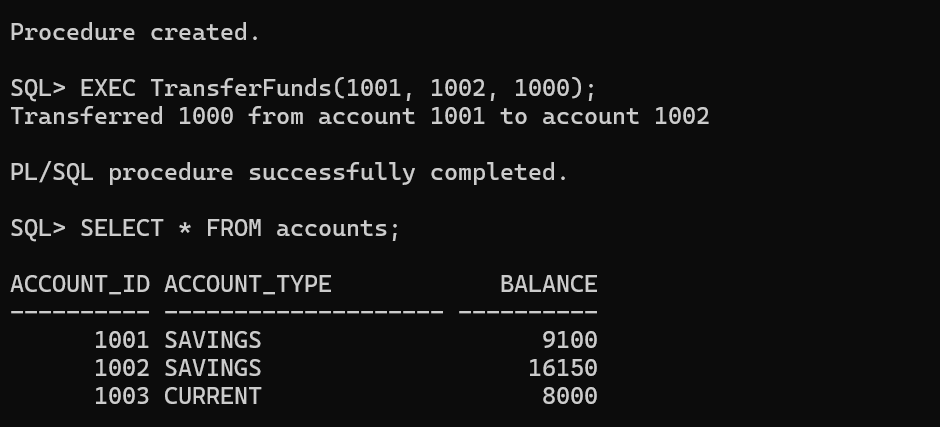 Procedure created.
SQL> EXEC TransferFunds(1001, 1002, 1000);
Transferred 1000 from account 1001 to account 1002
PL/SQL procedure successfully completed.
SQL> SELECT * FROM accounts;
ACCOUNT_ID ACCOUNT_TYPE            BALANCE
---------- -------------------- ----------
      1001 SAVINGS                    9100
      1002 SAVINGS                   16150
      1003 CURRENT                    8000